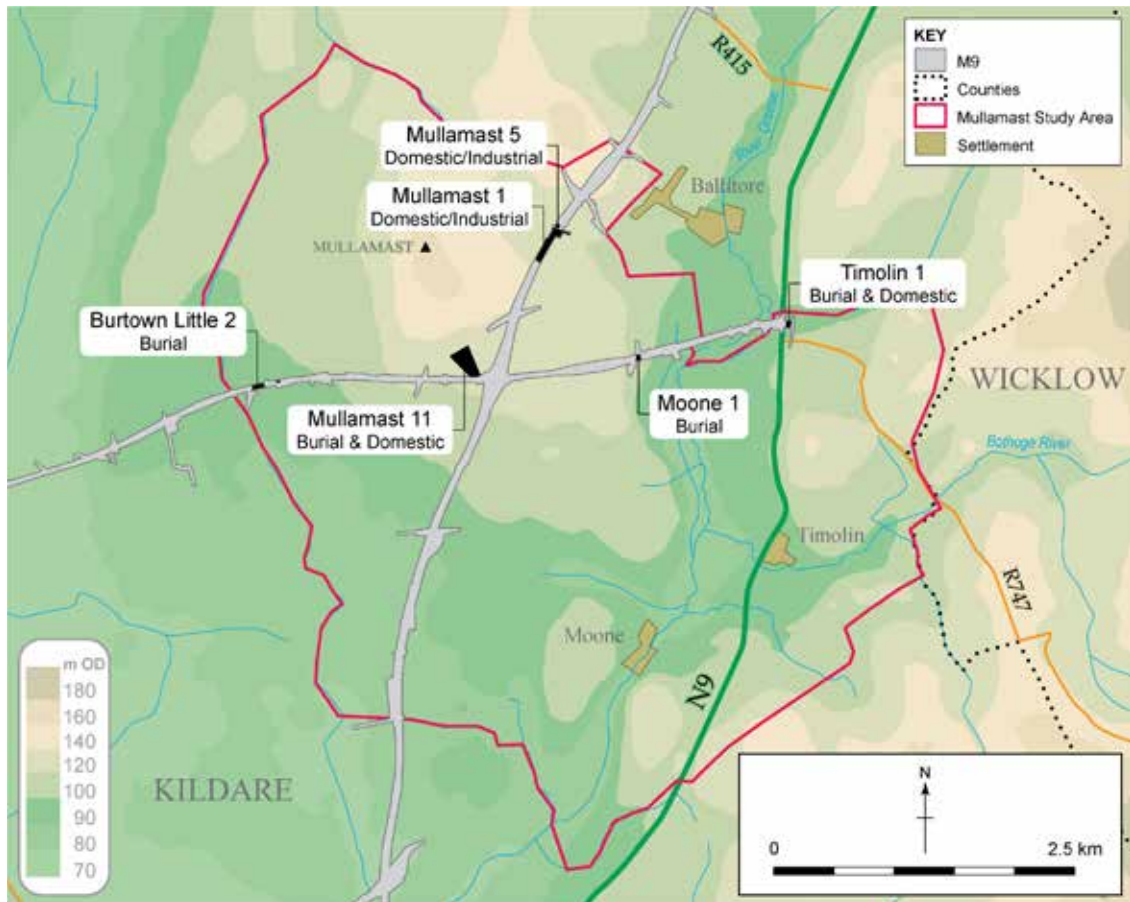 R415
KEY
M9
Counties
Mullamast Study Area
Settlement
River Griese
Mullamast 5
Domestic/Industrial
Mullamast 1
Domestic/Industrial
Baltitore
MULLAMAST
Timolin 1
Burial & Domestic
Burtown Little 2
Burial
WICKLOW
Mullamast 11
Burial & Domestic
Moone 1
Burial
Bothoge River
Timolin
R747
Moone
N9
m OD
180
160
140
120
100
90
80
70
KILDARE
N
0
2.5 km